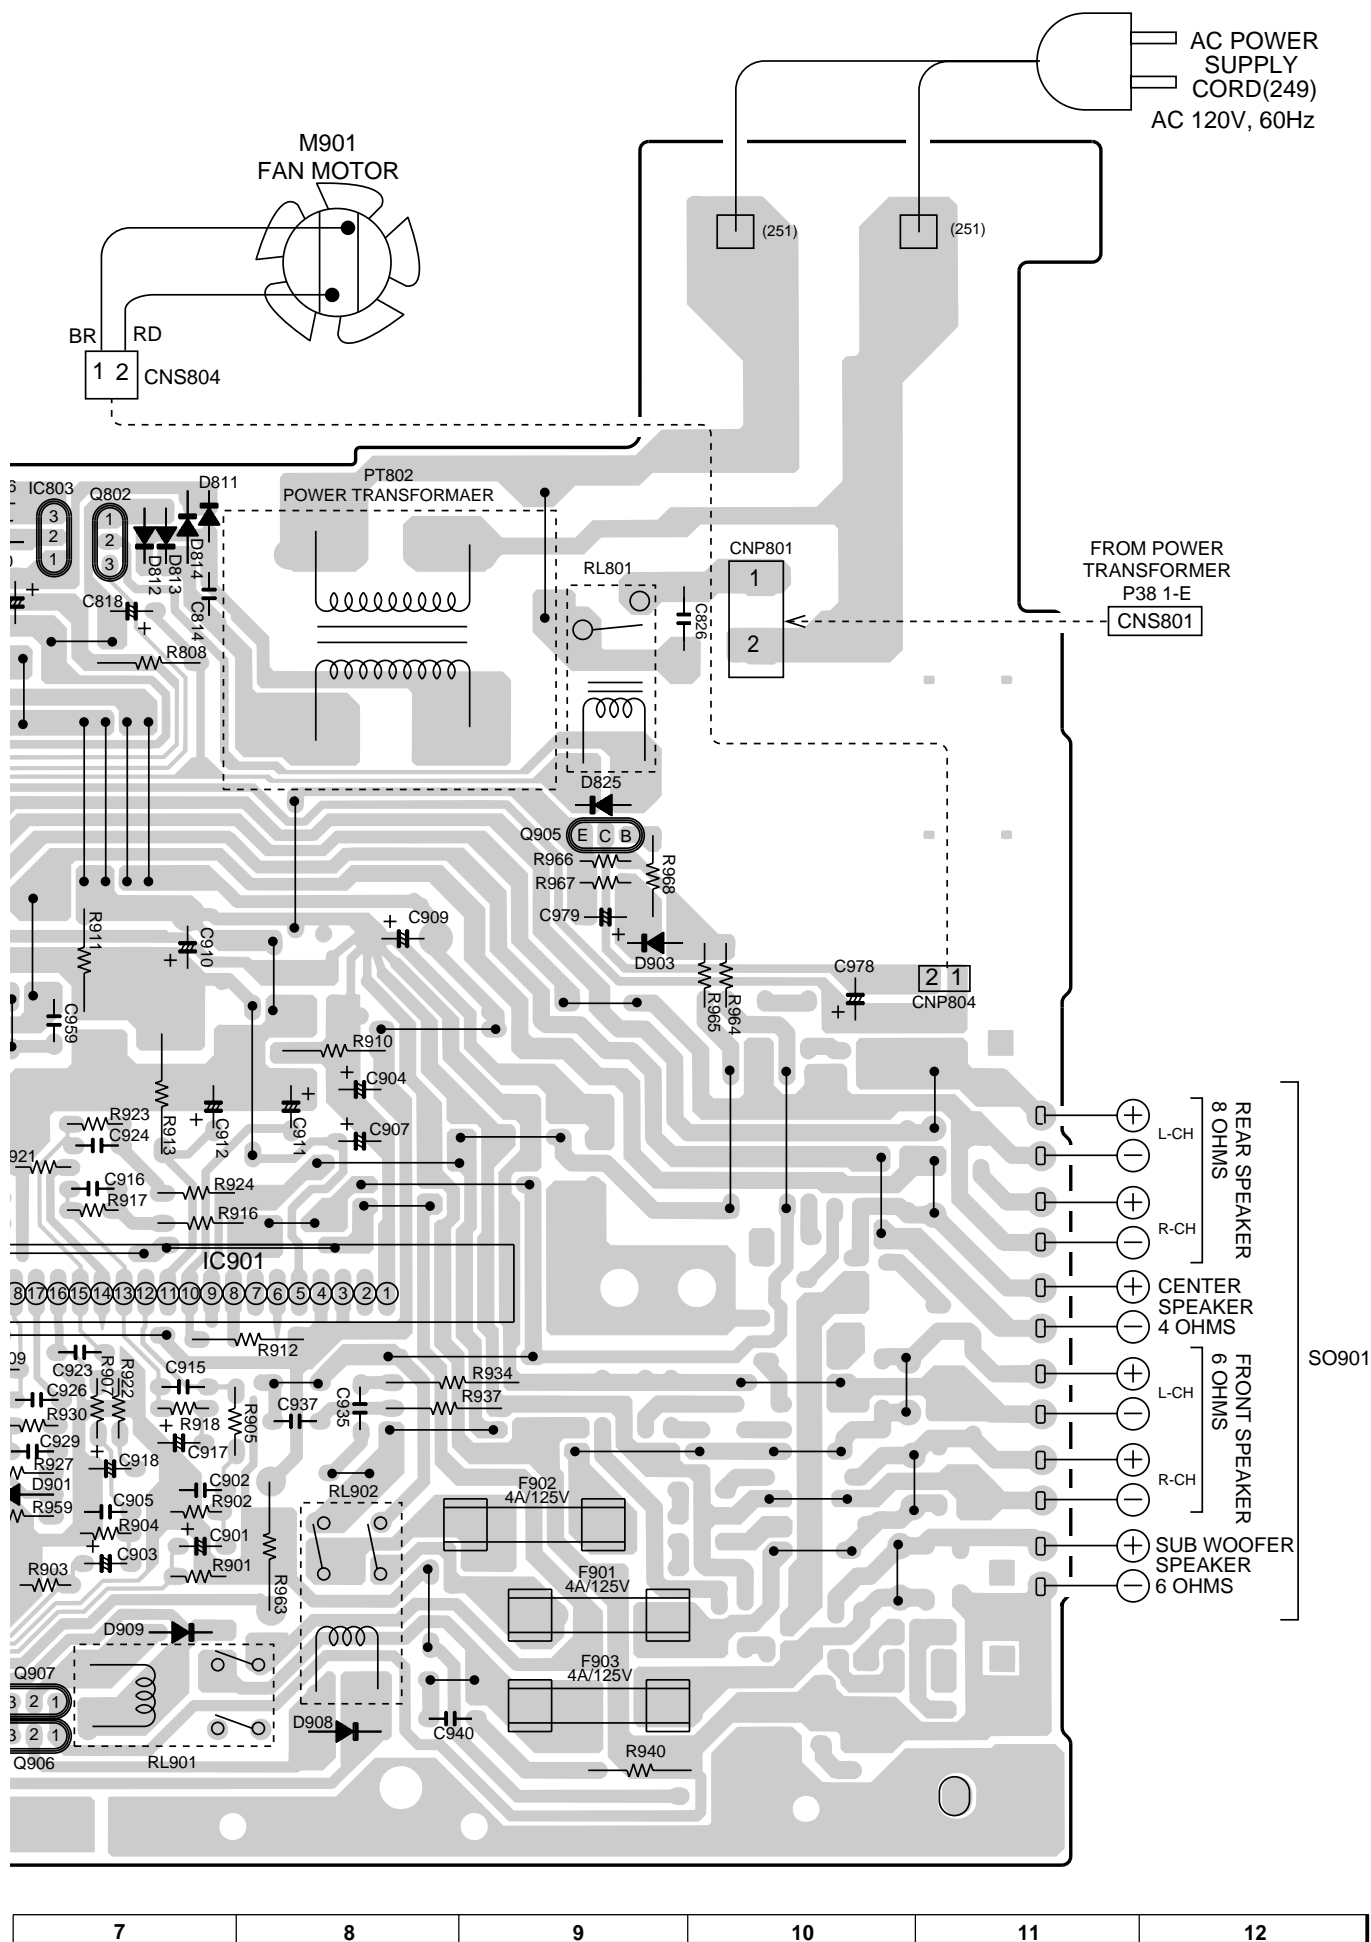 AC POWER
SUPPLY
CORD(249)
AC 120V, 60Hz
M901
FAN MOTOR
(251)
(251)
BR
RD
1 2
CNS804
PT802
POWER TRANSFORMAER
IC803
3
2
1
Q802
1
2
3
D811
D812
D813
D814
C814
C818
R808
RL801
C826
CNP801
1
2
FROM POWER
TRANSFORMER
P38 1-E
CNS801
D825
Q905
E C B
R966
R967
R968
C979
D903
R911
C910
C909
C959
R965
R964
C978
2 1
CNP804
R910
C904
C907
R923
C924
R913
C912
C911
921
C916
R917
R924
R916
IC901
8 17 16 15 14 13 12 11 10 9 8 7 6 5 4 3 2 1
R912
09
C923
C926
R907
R922
C915
R930
R918
R905
C937
C935
R934
R937
C929
R927
C918
C917
D901
R959
C905
C902
R902
R904
C901
C903
R903
R901
R963
RL902
F902
4A/125V
F901
4A/125V
F903
4A/125V
D909
Q907
3 2 1
3 2 1
Q906
RL901
D908
C940
R940
+
L-CH
−
+
R-CH
−
REAR SPEAKER
8 OHMS
+ CENTER
SPEAKER
− 4 OHMS
+
L-CH
−
+
R-CH
−
FRONT SPEAKER
6 OHMS
+ SUB WOOFER
SPEAKER
− 6 OHMS
SO901
7 8 9 10 11 12